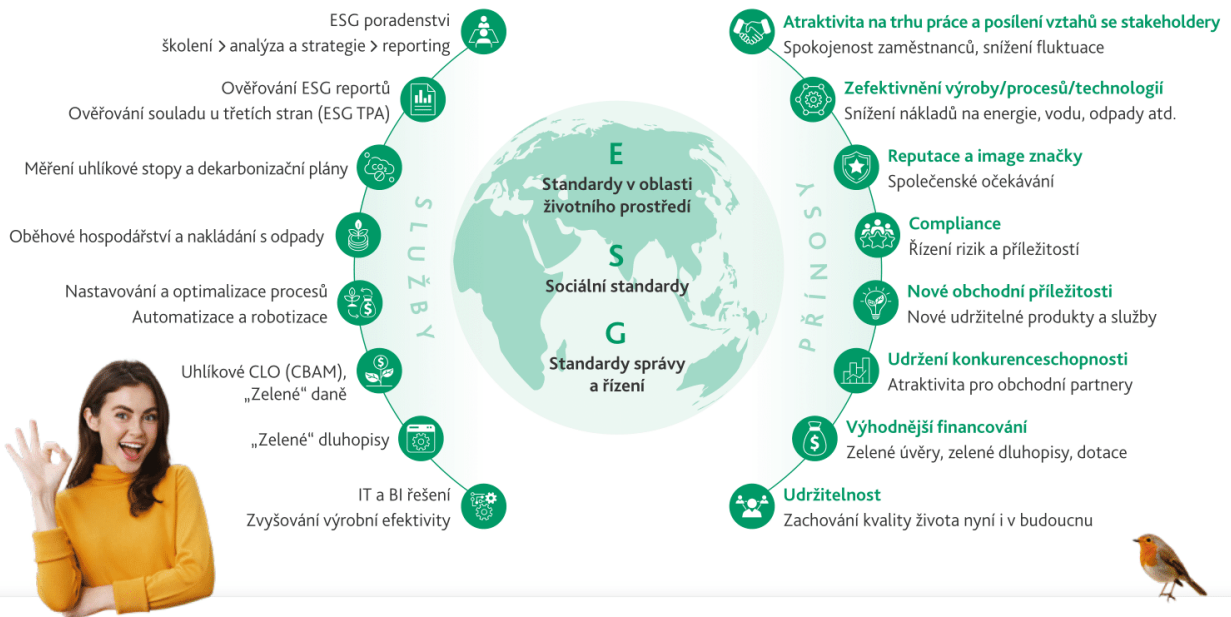 ESG poradenstvi
školení > analýza a strategie > reporting
Ověřování ESG reportů
Ověřování souladu u třetích stran (ESG TPA)
Měření uhlíkové stopy a dekarbonizační plány
Oběhové hospodářství a nakládání s odpady
Nastavování a optimalizace procesů
Automatizace a robotizace
Uhlíkové CLO (CBAM),
„Zelené“ daně
„Zelené“ dluhopisy
IT a BI řešení
Zvyšování výrobní efektivity
SLUŽBY
CO₂
E
Standardy v oblasti
životního prostředí
S
Sociální standardy
G
Standardy správy
a řízení
PŘÍNOSY
Atraktivita na trhu práce a posílení vztahů se stakeholdery
Spokojenost zaměstnanců, snížení fluktuace
Zefektivnění výroby/procesů/technologií
Snížení nákladů na energie, vodu, odpady atd.
Reputace a image značky
Společenské očekávání
Compliance
Řízení rizik a příležitostí
Nové obchodní příležitosti
Nové udržitelné produkty a služby
Udržení konkurenceschopnosti
Atraktivita pro obchodní partnery
Výhodnější financování
Zelené úvěry, zelené dluhopisy, dotace
Udržitelnost
Zachování kvality života nyní i v budoucnu